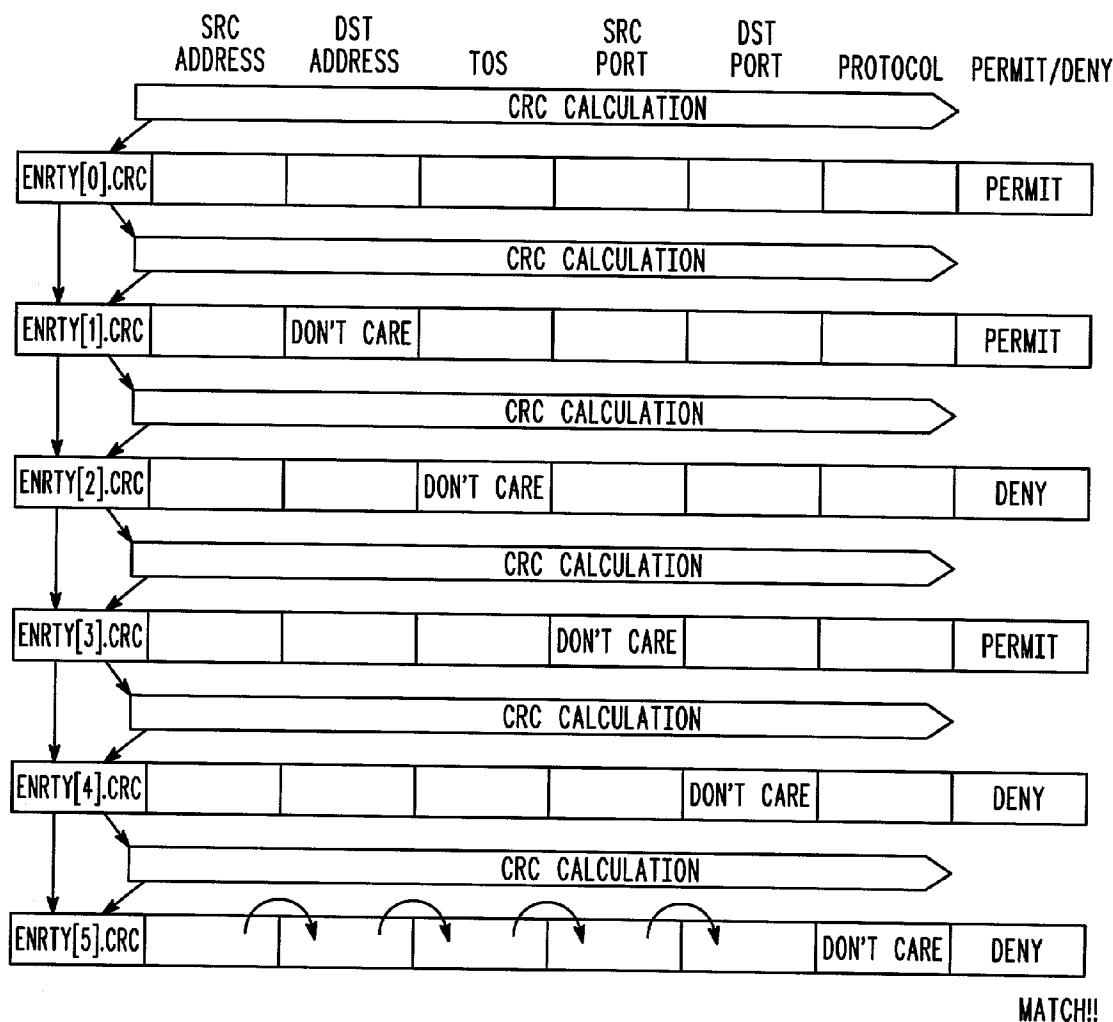 SRC ADDRESS
DST ADDRESS
TOS
SRC PORT
DST PORT
PROTOCOL
PERMIT/DENY
CRC CALCULATION
ENRTY[0].CRC
PERMIT
CRC CALCULATION
ENRTY[1].CRC
DON'T CARE
PERMIT
CRC CALCULATION
ENRTY[2].CRC
DON'T CARE
DENY
CRC CALCULATION
ENRTY[3].CRC
DON'T CARE
PERMIT
CRC CALCULATION
ENRTY[4].CRC
DON'T CARE
DENY
CRC CALCULATION
ENRTY[5].CRC
DON'T CARE
DENY
MATCH!!